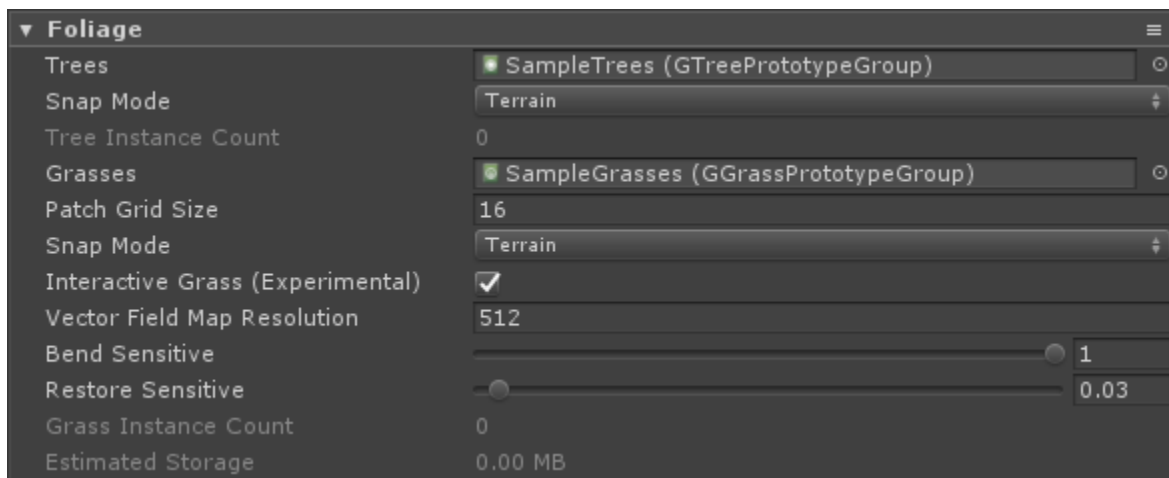 Foliage
Trees SampleTrees (GTreePrototypeGroup)
Snap Mode Terrain
Tree Instance Count 0
Grasses SampleGrasses (GGrassPrototypeGroup)
Patch Grid Size 16
Snap Mode Terrain
Interactive Grass (Experimental)
Vector Field Map Resolution 512
Bend Sensitive 1
Restore Sensitive 0.03
Grass Instance Count 0
Estimated Storage 0.00 MB